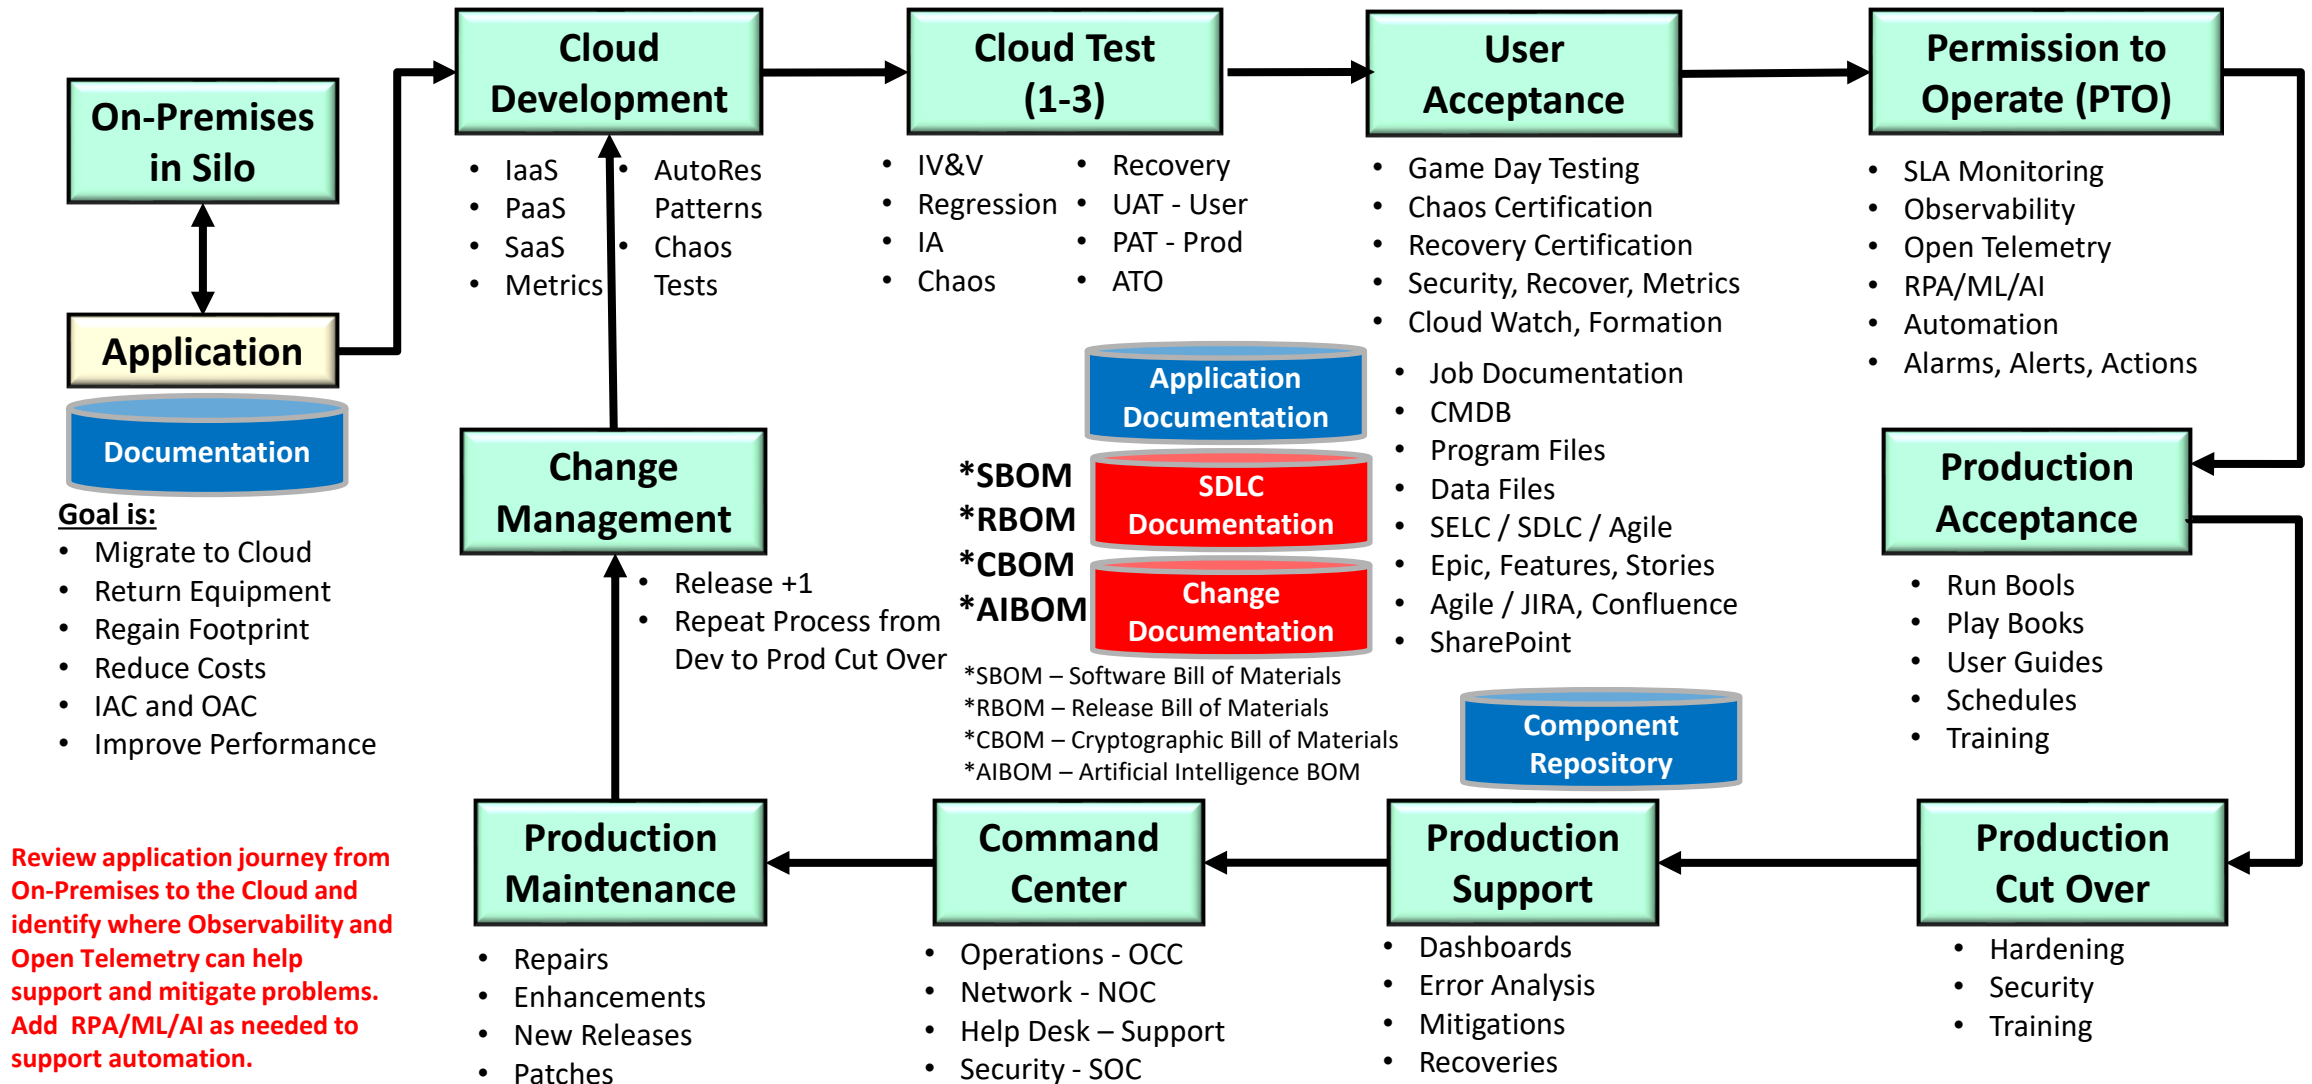 On-Premises
in Silo
Application
Documentation
Goal is:
• Migrate to Cloud
• Return Equipment
• Regain Footprint
• Reduce Costs
• IAC and OAC
• Improve Performance
Review application journey from
On-Premises to the Cloud and
identify where Observability and
Open Telemetry can help
support and mitigate problems.
Add RPA/ML/AI as needed to
support automation.
Cloud
Development
• IaaS
• PaaS
• SaaS
• Metrics
• AutoRes
Patterns
• Chaos
Tests
Cloud Test
(1-3)
• IV&V
• Regression
• IA
• Chaos
• Recovery
• UAT - User
• PAT - Prod
• ATO
User
Acceptance
• Game Day Testing
• Chaos Certification
• Recovery Certification
• Security, Recover, Metrics
• Cloud Watch, Formation
Permission to
Operate (PTO)
• SLA Monitoring
• Observability
• Open Telemetry
• RPA/ML/AI
• Automation
• Alarms, Alerts, Actions
Application
Documentation
SDLC
Documentation
Change
Documentation
*SBOM
*RBOM
*CBOM
*AIBOM
• Job Documentation
• CMDB
• Program Files
• Data Files
• SELC / SDLC / Agile
• Epic, Features, Stories
• Agile / JIRA, Confluence
• SharePoint
*SBOM – Software Bill of Materials
*RBOM – Release Bill of Materials
*CBOM – Cryptographic Bill of Materials
*AIBOM – Artificial Intelligence BOM
Component
Repository
Production
Acceptance
• Run Bools
• Play Books
• User Guides
• Schedules
• Training
Production
Cut Over
• Hardening
• Security
• Training
Production
Support
• Dashboards
• Error Analysis
• Mitigations
• Recoveries
Command
Center
• Operations - OCC
• Network - NOC
• Help Desk – Support
• Security - SOC
Production
Maintenance
• Repairs
• Enhancements
• New Releases
• Patches
Change
Management
• Release +1
• Repeat Process from
Dev to Prod Cut Over